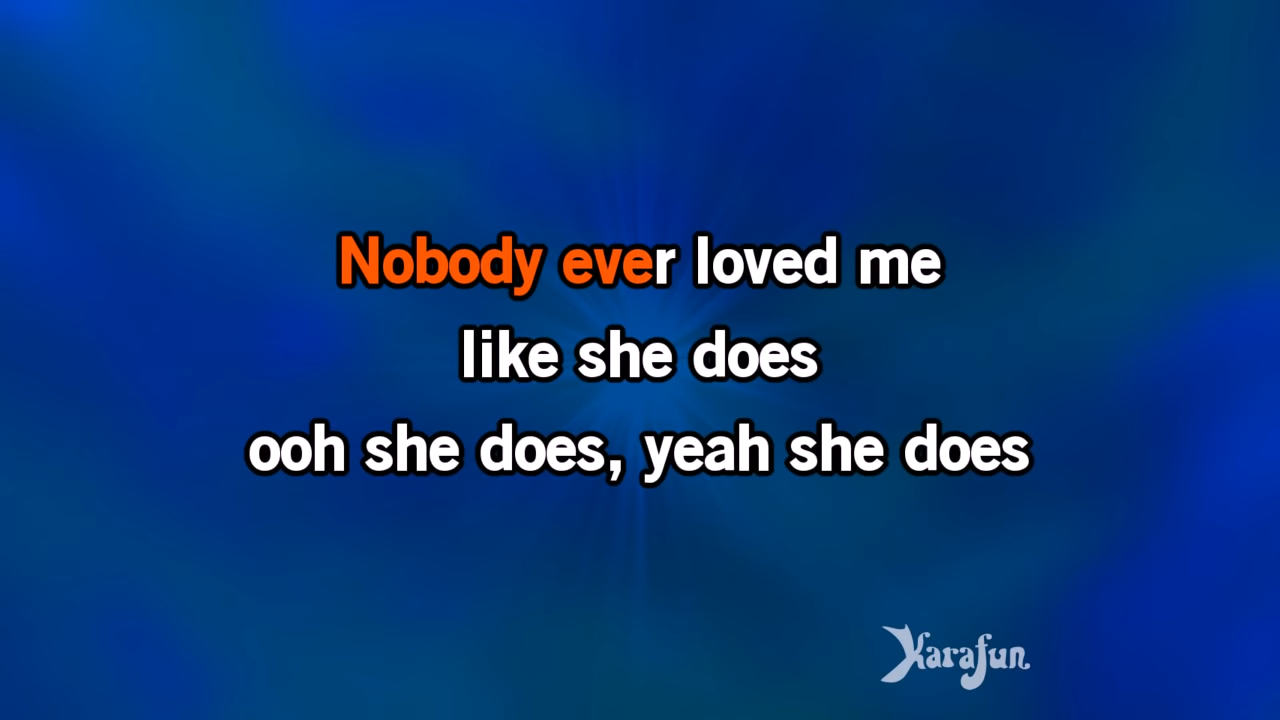 Nobody ever loved me
like she does
ooh she does, yeah she does
Karafun